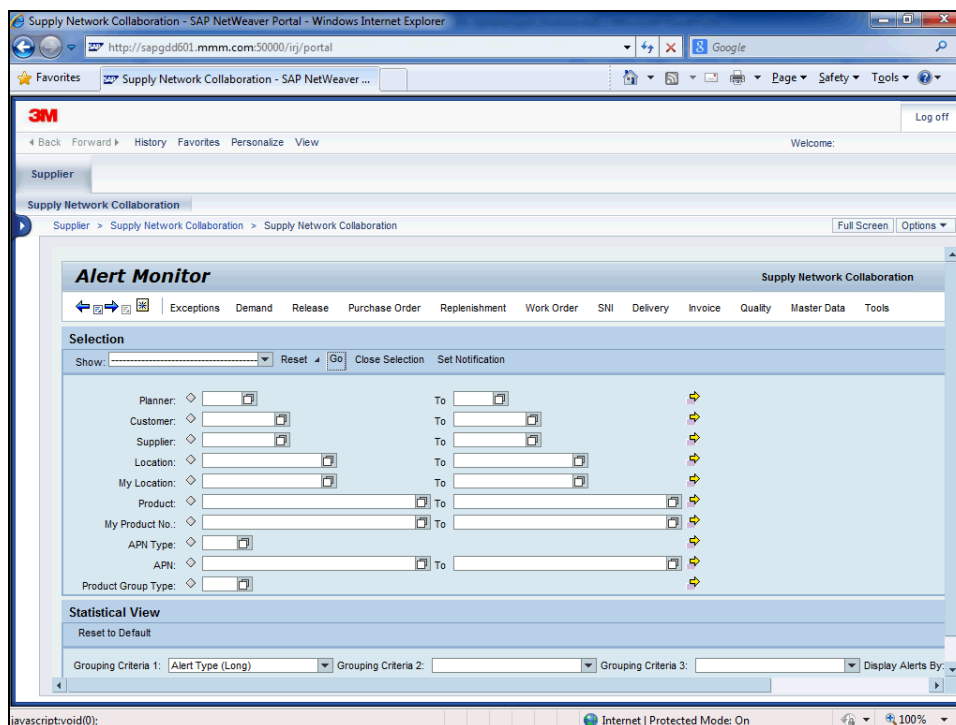 Supply Network Collaboration - SAP NetWeaver Portal - Windows Internet Explorer
http://sapgdd601.mmm.com:50000/irj/portal
Google
Favorites Supply Network Collaboration - SAP NetWeaver ... Page Safety Tools
3M Log off
Back Forward History Favorites Personalize View Welcome:
Supplier
Supply Network Collaboration
Supplier > Supply Network Collaboration > Supply Network Collaboration Full Screen Options
Alert Monitor Supply Network Collaboration
Exceptions Demand Release Purchase Order Replenishment Work Order SNI Delivery Invoice Quality Master Data Tools
Selection
Show: ---------------------------------------- Reset Go Close Selection Set Notification
Planner: To
Customer: To
Supplier: To
Location: To
My Location: To
Product: To
My Product No.: To
APN Type:
APN: To
Product Group Type:
Statistical View
Reset to Default
Grouping Criteria 1: Alert Type (Long) Grouping Criteria 2: Grouping Criteria 3: Display Alerts By:
javascript:void(0); Internet | Protected Mode: On 100%